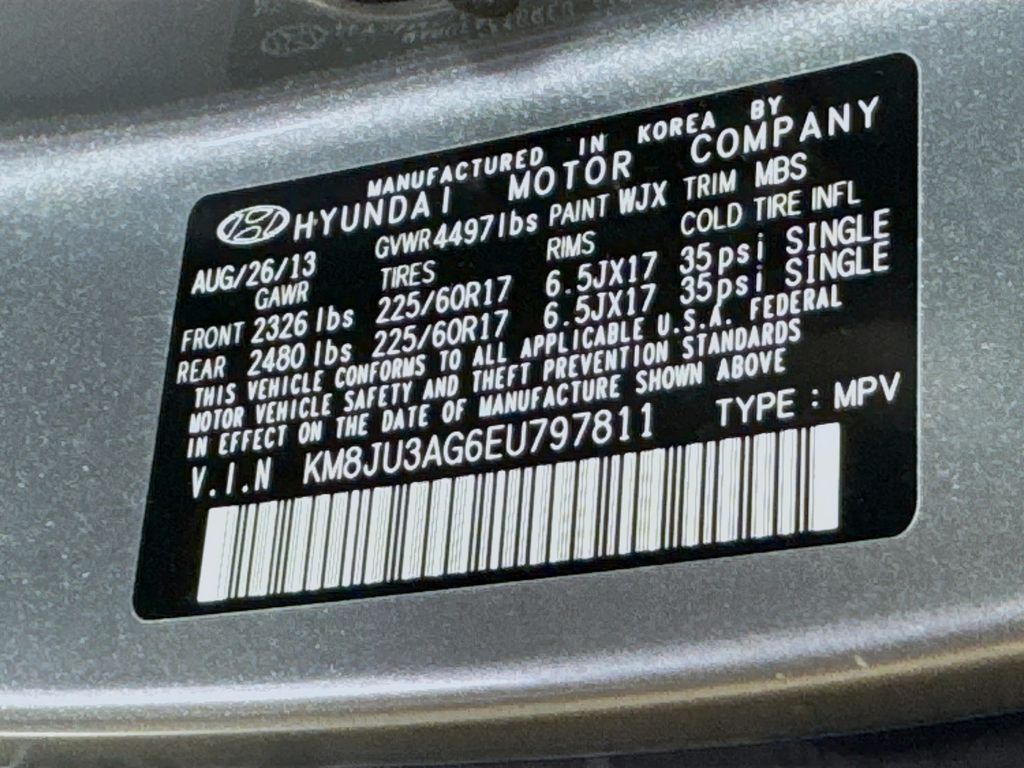 MANUFACTURED IN KOREA BY
HYUNDAI MOTOR COMPANY
AUG/26/13 GVWR 4497lbs PAINT WJX TRIM MBS
GAWR TIRES RIMS COLD TIRE INFL
FRONT 2326 lbs 225/60R17 6.5JX17 35psi SINGLE
REAR 2480 lbs 225/60R17 6.5JX17 35psi SINGLE
THIS VEHICLE CONFORMS TO ALL APPLICABLE U.S.A. FEDERAL
MOTOR VEHICLE SAFETY AND THEFT PREVENTION STANDARDS
IN EFFECT ON THE DATE OF MANUFACTURE SHOWN ABOVE
V.I.N KM8JU3AG6EU797811 TYPE : MPV